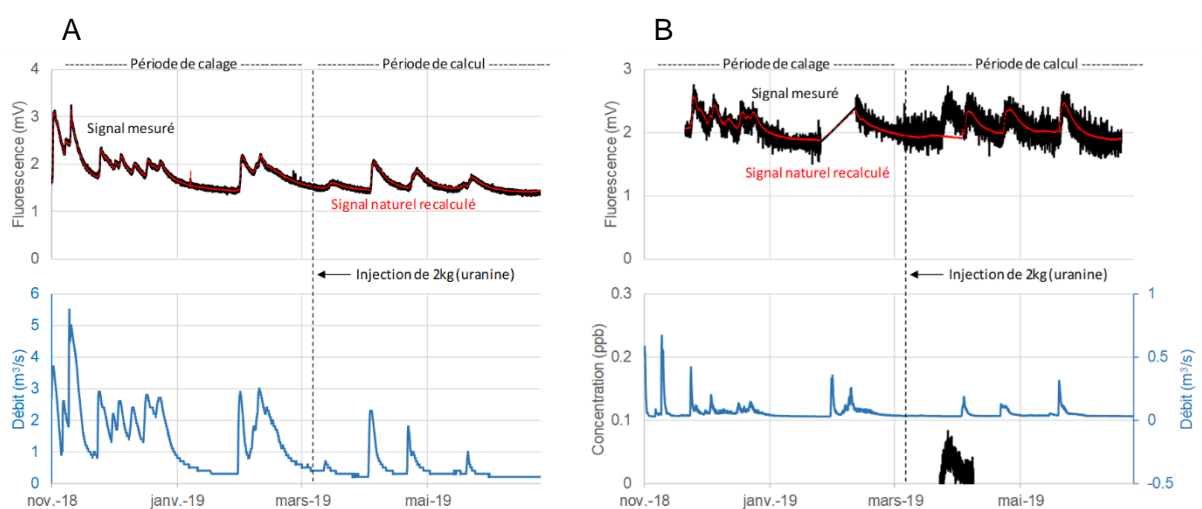 A
Période de calage
Période de calcul
Fluorescence (mV)
4
3
2
1
0
Signal mesuré
Signal naturel recalculé
Injection de 2kg (uranine)
Débit (m³/s)
6
5
4
3
2
1
0
nov.-18
janv.-19
mars-19
mai-19
B
Période de calage
Période de calcul
Fluorescence (mV)
3
2
1
0
Signal mesuré
Signal naturel recalculé
Injection de 2kg (uranine)
Concentration (ppb)
0.3
0.2
0.1
0
1
0.5
0
-0.5
Débit (m³/s)
nov.-18
janv.-19
mars-19
mai-19